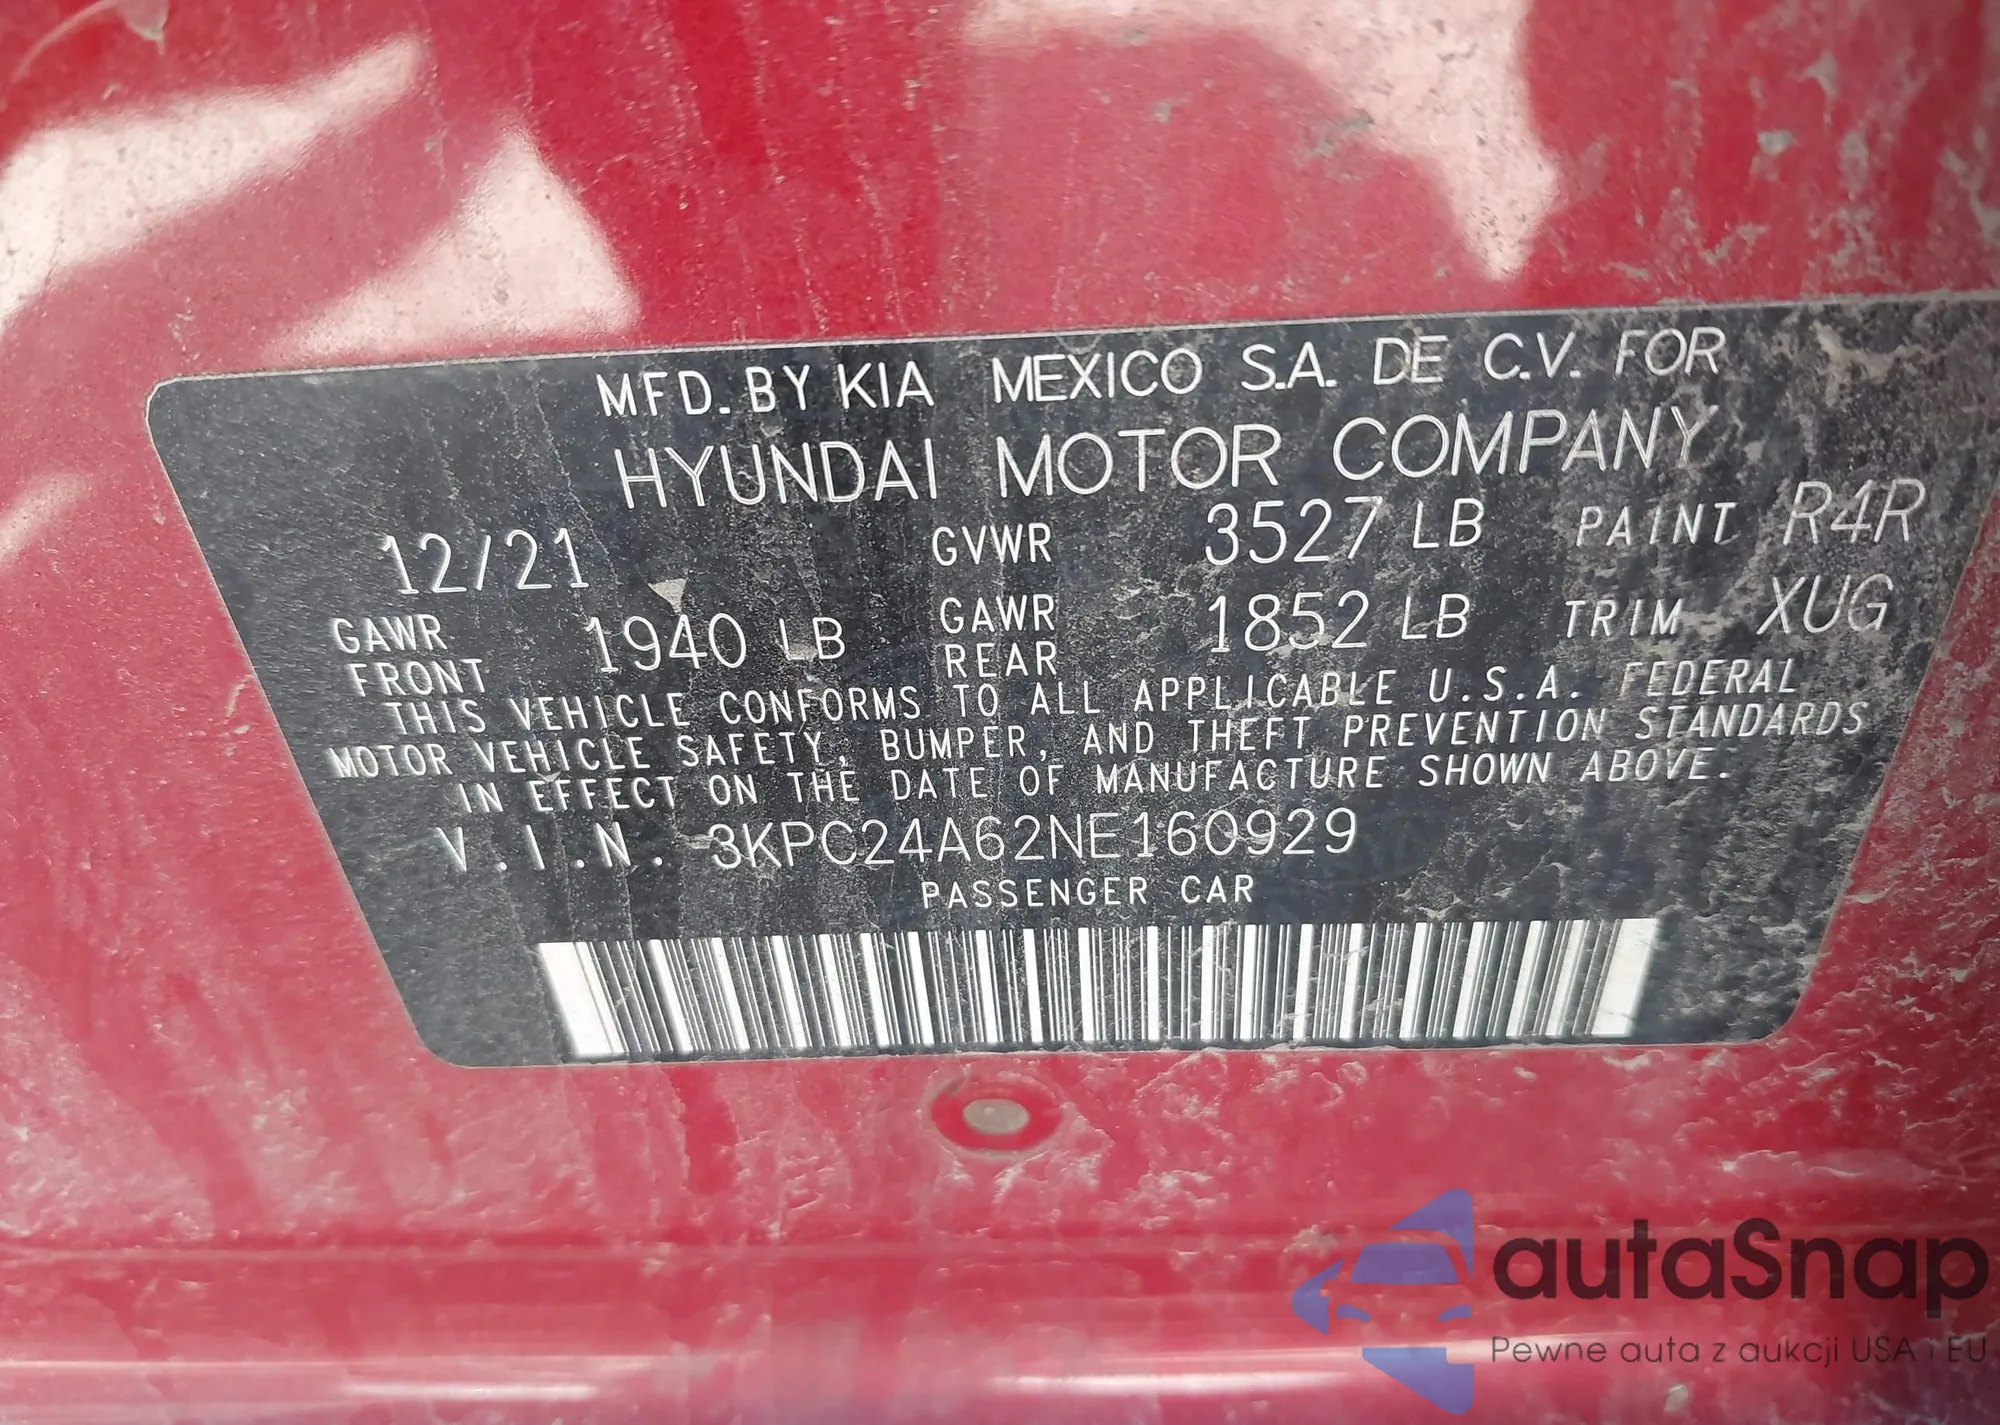 MFD. BY KIA MEXICO S.A. DE C.V. FOR
HYUNDAI MOTOR COMPANY
12/21 GVWR 3527 LB PAINT R4R
GAWR FRONT 1940 LB GAWR REAR 1852 LB TRIM XUG
THIS VEHICLE CONFORMS TO ALL APPLICABLE U.S.A. FEDERAL
MOTOR VEHICLE SAFETY, BUMPER, AND THEFT PREVENTION STANDARDS
IN EFFECT ON THE DATE OF MANUFACTURE SHOWN ABOVE.
V.I.N. 3KPC24A62NE160929
PASSENGER CAR
autaSnap
Pewne auta z aukcji USA i EU